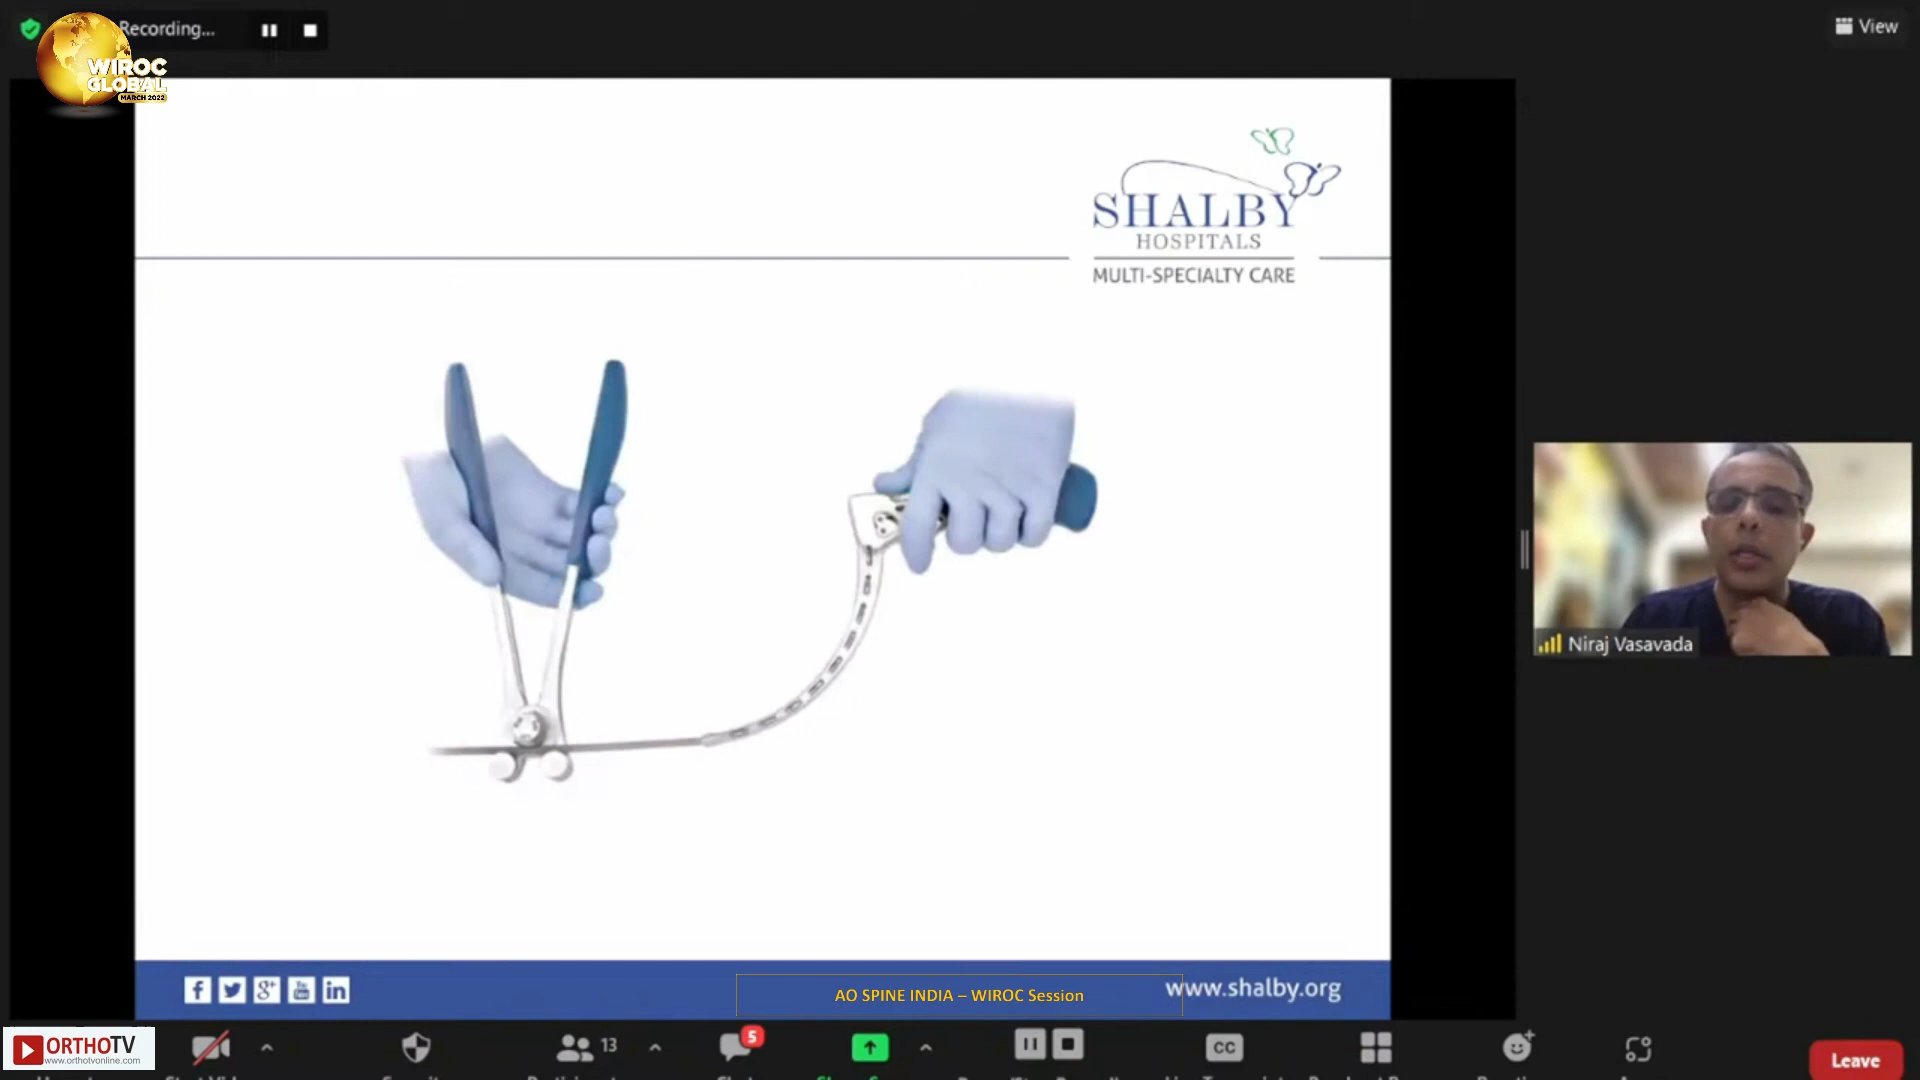 Recording...
View
WIROC
GLOBAL
MARCH 2022
SHALBY
HOSPITALS
MULTI-SPECIALTY CARE
Niraj Vasavada
AO SPINE INDIA – WIROC Session
www.shalby.org
ORTHOTV
www.orthotvonline.com
13
5
CC
Leave